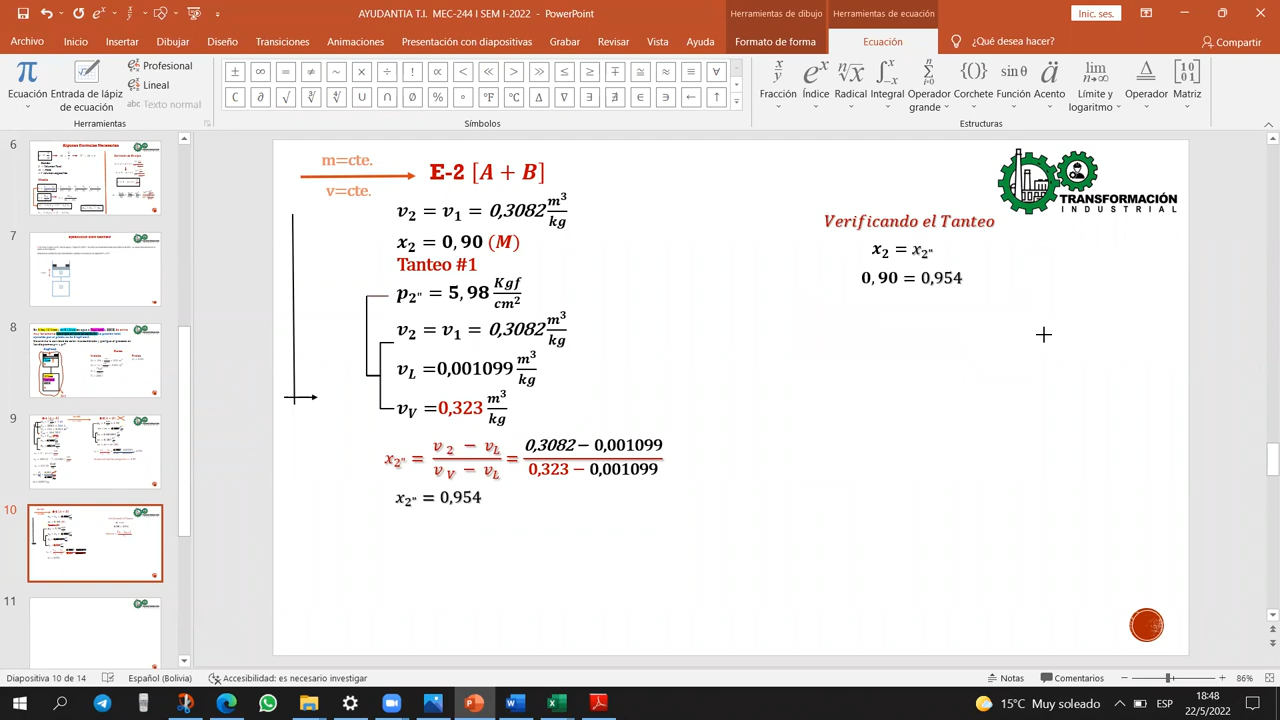 Herramientas de dibujo Herramientas de ecuación Inic. ses.
Archivo Inicio Insertar Dibujar Diseño Transiciones Animaciones Presentación con diapositivas Grabar Revisar Vista Ayuda Formato de forma Ecuación ¿Qué desea hacer? Compartir
Ecuación Entrada de lápiz de ecuación
Profesional
Lineal
abc Texto normal
Herramientas
± ∞ = ≠ ~ × ÷ ! ∝ < ≪ > ≫ ≤ ≥ ∓ ≅ ≈ ≡ ∀
∁ ∂ √ ∛ ∜ ∪ ∩ ∅ % ° °F °C ∆ ∇ ∃ ∄ ∈ ∋ ← ↑
Símbolos
Fracción Índice Radical Integral Operador grande Corchete Función Acento Límite y logaritmo Operador Matriz
Estructuras
6
7
8
9
10
11
m=cte.
v=cte.
E-2 [A + B]
v₂ = v₁ = 0,3082 m³/kg
x₂ = 0,90 (M)
Tanteo #1
p₂" = 5,98 Kgf/cm²
v₂ = v₁ = 0,3082 m³/kg
v_L =0,001099 m³/kg
v_V =0,323 m³/kg
x₂" = (v₂ − v_L)/(v_V − v_L) = (0,3082 − 0,001099)/(0,323 − 0,001099)
x₂" = 0,954
TRANSFORMACIÓN
INDUSTRIAL
Verificando el Tanteo
x₂ = x₂"
0,90 = 0,954
Diapositiva 10 de 14 Español (Bolivia) Accesibilidad: es necesario investigar Notas Comentarios 86%
15°C Muy soleado ESP 18:48
22/5/2022